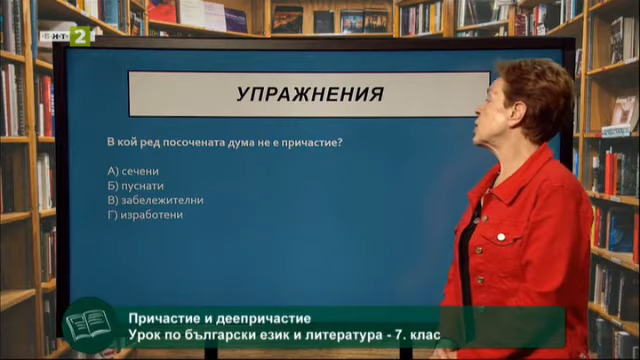 БНТ 2
УПРАЖНЕНИЯ
В кой ред посочената дума не е причастие?
А) сечени
Б) пуснати
В) забележителни
Г) изработени
Причастие и деепричастие
Урок по български език и литература - 7. клас